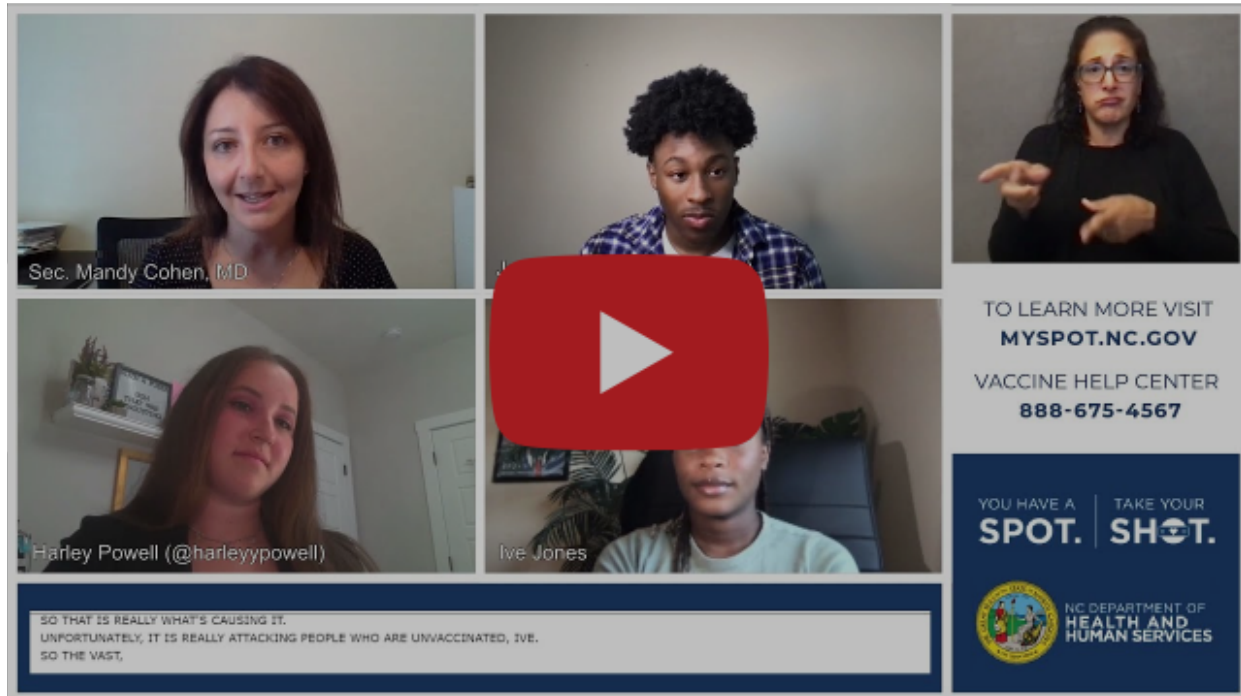 Sec. Mandy Cohen, MD
J
Harley Powell (@harleyypowell)
Ive Jones
TO LEARN MORE VISIT
MYSPOT.NC.GOV
VACCINE HELP CENTER
888-675-4567
YOU HAVE A
SPOT.
TAKE YOUR
SHOT.
NC DEPARTMENT OF
HEALTH AND
HUMAN SERVICES
SO THAT IS REALLY WHAT'S CAUSING IT.
UNFORTUNATELY, IT IS REALLY ATTACKING PEOPLE WHO ARE UNVACCINATED, IVE.
SO THE VAST,